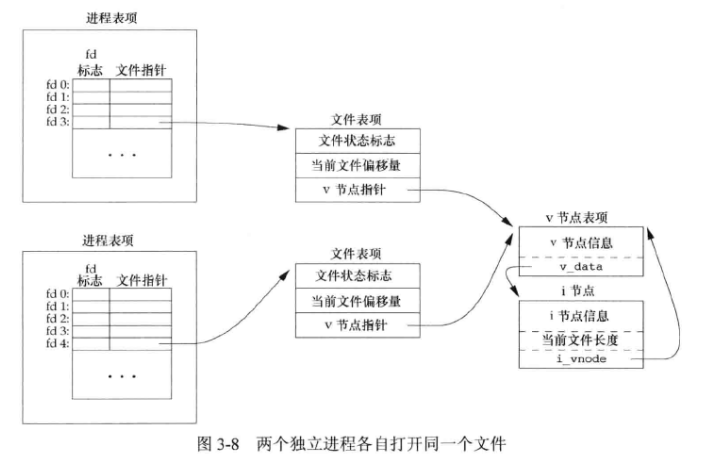 进程表项
fd
标志 文件指针
fd 0:
fd 1:
fd 2:
fd 3:
···
文件表项
文件状态标志
当前文件偏移量
v 节点指针
v 节点表项
v 节点信息
v_data
i 节点
i 节点信息
当前文件长度
i_vnode
进程表项
fd
标志 文件指针
fd 0:
fd 1:
fd 2:
fd 3:
fd 4:
···
文件表项
文件状态标志
当前文件偏移量
v 节点指针
图 3-8 两个独立进程各自打开同一个文件